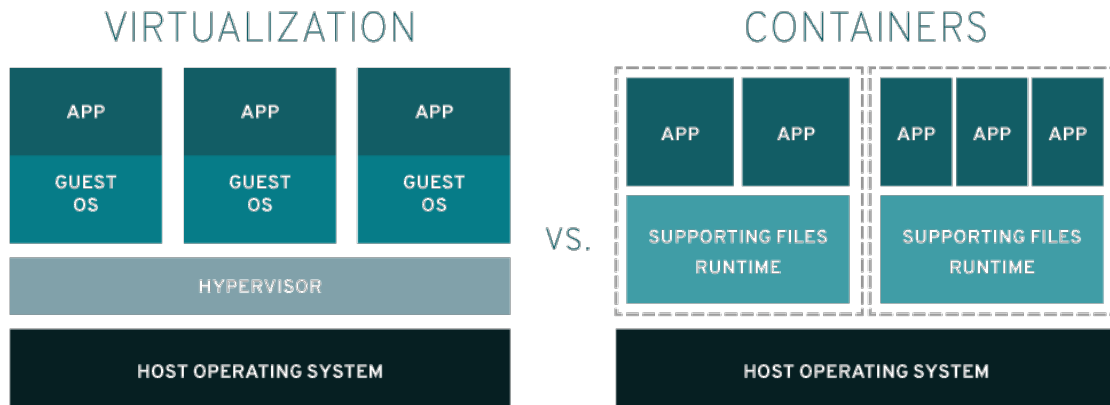 VIRTUALIZATION
APP
APP
APP
GUEST
OS
GUEST
OS
GUEST
OS
HYPERVISOR
HOST OPERATING SYSTEM
VS.
CONTAINERS
APP
APP
SUPPORTING FILES
RUNTIME
APP
APP
APP
SUPPORTING FILES
RUNTIME
HOST OPERATING SYSTEM